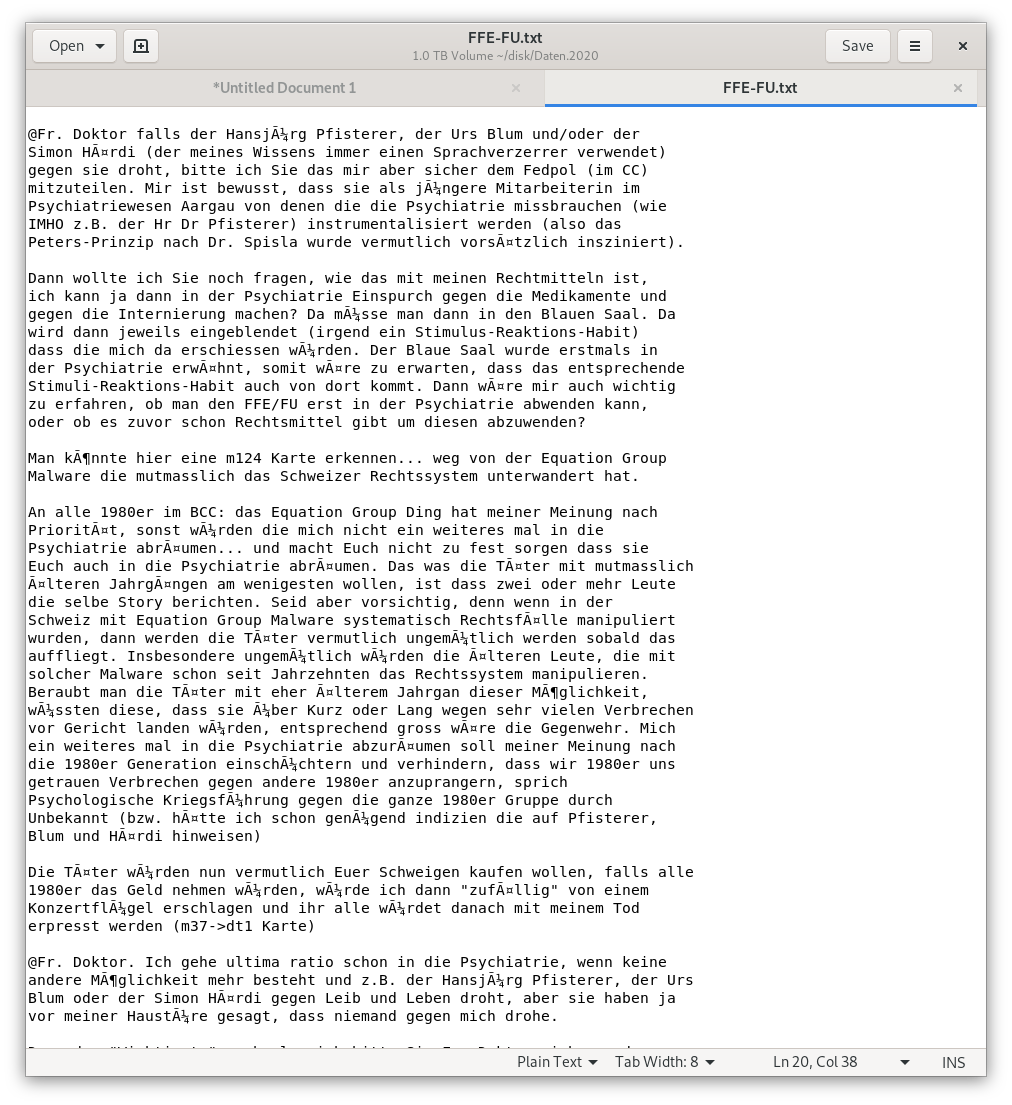 Open
FFE-FU.txt
1.0 TB Volume ~/disk/Daten.2020
Save
*Untitled Document 1
FFE-FU.txt
@Fr. Doktor falls der HansjÃ¼rg Pfisterer, der Urs Blum und/oder der
Simon HÃ¤rdi (der meines Wissens immer einen Sprachverzerrer verwendet)
gegen sie droht, bitte ich Sie das mir aber sicher dem Fedpol (im CC)
mitzuteilen. Mir ist bewusst, dass sie als jÃ¼ngere Mitarbeiterin im
Psychiatriewesen Aargau von denen die die Psychiatrie missbrauchen (wie
IMHO z.B. der Hr Dr Pfisterer) instrumentalisiert werden (also das
Peters-Prinzip nach Dr. Spisla wurde vermutlich vorsÃ¤tzlich insziniert).
Dann wollte ich Sie noch fragen, wie das mit meinen Rechtmitteln ist,
ich kann ja dann in der Psychiatrie Einspurch gegen die Medikamente und
gegen die Internierung machen? Da mÃ¼sse man dann in den Blauen Saal. Da
wird dann jeweils eingeblendet (irgend ein Stimulus-Reaktions-Habit)
dass die mich da erschiessen wÃ¼rden. Der Blaue Saal wurde erstmals in
der Psychiatrie erwÃ¤hnt, somit wÃ¤re zu erwarten, dass das entsprechende
Stimuli-Reaktions-Habit auch von dort kommt. Dann wÃ¤re mir auch wichtig
zu erfahren, ob man den FFE/FU erst in der Psychiatrie abwenden kann,
oder ob es zuvor schon Rechtsmittel gibt um diesen abzuwenden?
Man kÃ¶nnte hier eine m124 Karte erkennen... weg von der Equation Group
Malware die mutmasslich das Schweizer Rechtssystem unterwandert hat.
An alle 1980er im BCC: das Equation Group Ding hat meiner Meinung nach
PrioritÃ¤t, sonst wÃ¼rden die mich nicht ein weiteres mal in die
Psychiatrie abrÃ¤umen... und macht Euch nicht zu fest sorgen dass sie
Euch auch in die Psychiatrie abrÃ¤umen. Das was die TÃ¤ter mit mutmasslich
Ã¤lteren JahrgÃ¤ngen am wenigesten wollen, ist dass zwei oder mehr Leute
die selbe Story berichten. Seid aber vorsichtig, denn wenn in der
Schweiz mit Equation Group Malware systematisch RechtsfÃ¤lle manipuliert
wurden, dann werden die TÃ¤ter vermutlich ungemÃ¼tlich werden sobald das
auffliegt. Insbesondere ungemÃ¼tlich wÃ¼rden die Ã¤lteren Leute, die mit
solcher Malware schon seit Jahrzehnten das Rechtssystem manipulieren.
Beraubt man die TÃ¤ter mit eher Ã¤lterem Jahrgan dieser MÃ¶glichkeit,
wÃ¼ssten diese, dass sie Ã¼ber Kurz oder Lang wegen sehr vielen Verbrechen
vor Gericht landen wÃ¼rden, entsprechend gross wÃ¤re die Gegenwehr. Mich
ein weiteres mal in die Psychiatrie abzurÃ¤umen soll meiner Meinung nach
die 1980er Generation einschÃ¼chtern und verhindern, dass wir 1980er uns
getrauen Verbrechen gegen andere 1980er anzuprangern, sprich
Psychologische KriegsfÃ¼hrung gegen die ganze 1980er Gruppe durch
Unbekannt (bzw. hÃ¤tte ich schon genÃ¼gend indizien die auf Pfisterer,
Blum und HÃ¤rdi hinweisen)
Die TÃ¤ter wÃ¼rden nun vermutlich Euer Schweigen kaufen wollen, falls alle
1980er das Geld nehmen wÃ¼rden, wÃ¼rde ich dann "zufÃ¤llig" von einem
KonzertflÃ¼gel erschlagen und ihr alle wÃ¼rdet danach mit meinem Tod
erpresst werden (m37->dt1 Karte)
@Fr. Doktor. Ich gehe ultima ratio schon in die Psychiatrie, wenn keine
andere MÃ¶glichkeit mehr besteht und z.B. der HansjÃ¼rg Pfisterer, der Urs
Blum oder der Simon HÃ¤rdi gegen Leib und Leben droht, aber sie haben ja
vor meiner HaustÃ¼re gesagt, dass niemand gegen mich drohe.
Plain Text
Tab Width: 8
Ln 20, Col 38
INS